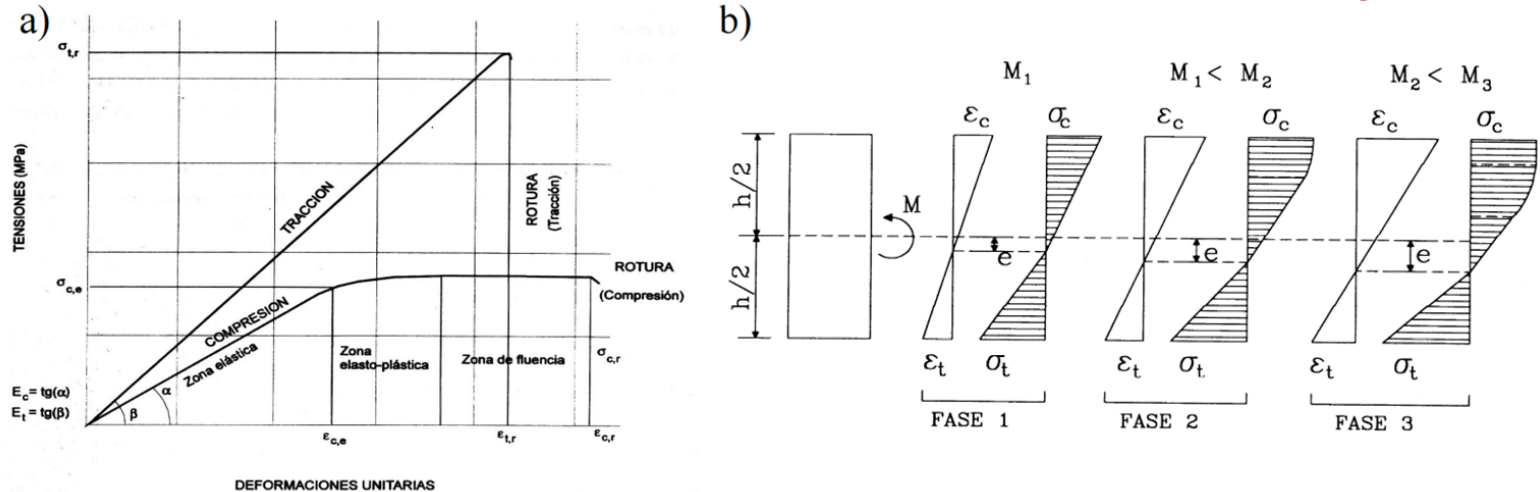 a)
σt,r
TENSIONES (MPa)
TRACCION
ROTURA
(Tracción)
σc,e
ROTURA
(Compresión)
COMPRESION
Zona elástica
Zona
elasto-plástica
Zona de fluencia
σc,r
Ec = tg(α)
Et = tg(β)
β
α
εc,e
εt,r
εc,r
DEFORMACIONES UNITARIAS
b)
M1
M1 < M2
M2 < M3
εc
σc
εc
σc
εc
σc
h/2
h/2
M
e
e
e
εt
σt
εt
σt
εt
σt
FASE 1
FASE 2
FASE 3